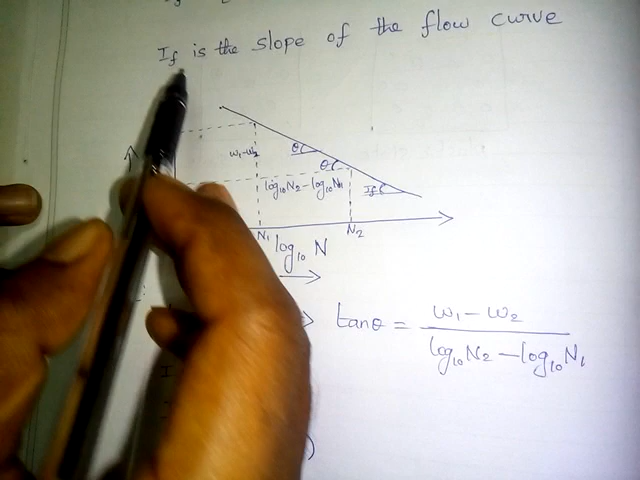 If is the slope of the flow curve
w1-w2
θ
θ
log10N2-log10N1
If
N1
N2
log10 N
tanθ = w1 - w2
log10N2 - log10N1